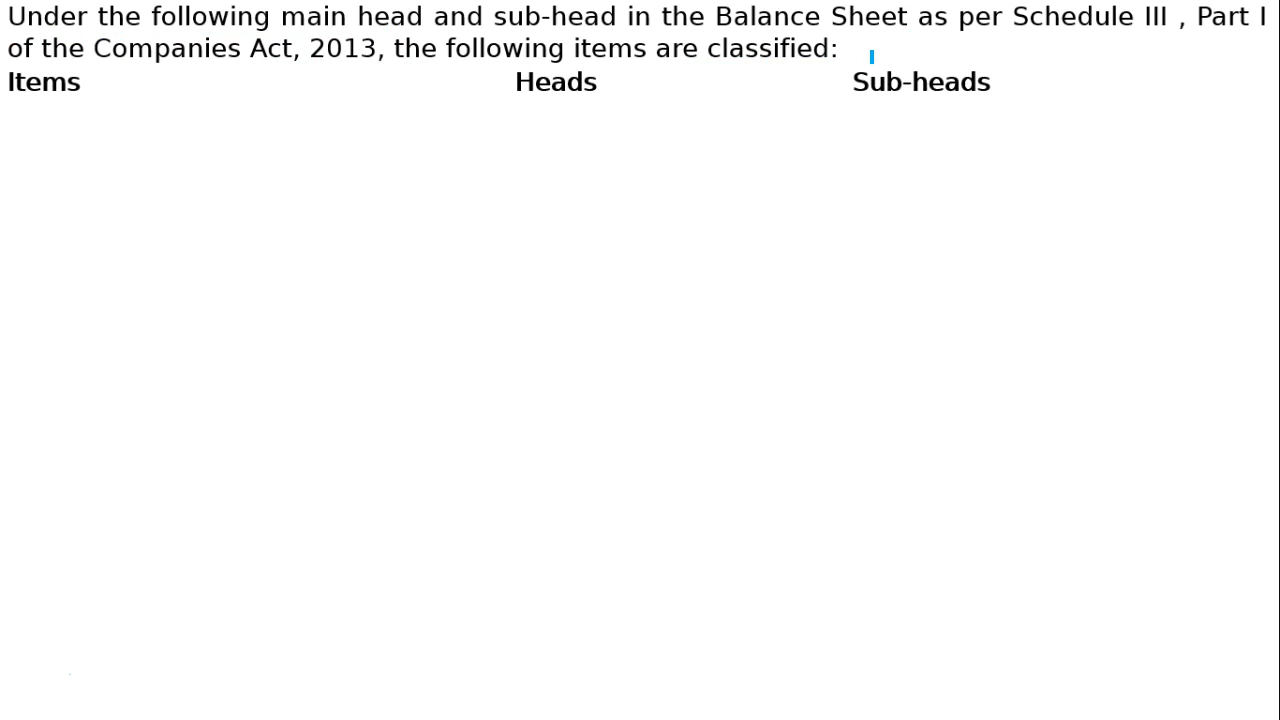 Under the following main head and sub-head in the Balance Sheet as per Schedule III , Part I
of the Companies Act, 2013, the following items are classified:
Items Heads Sub-heads